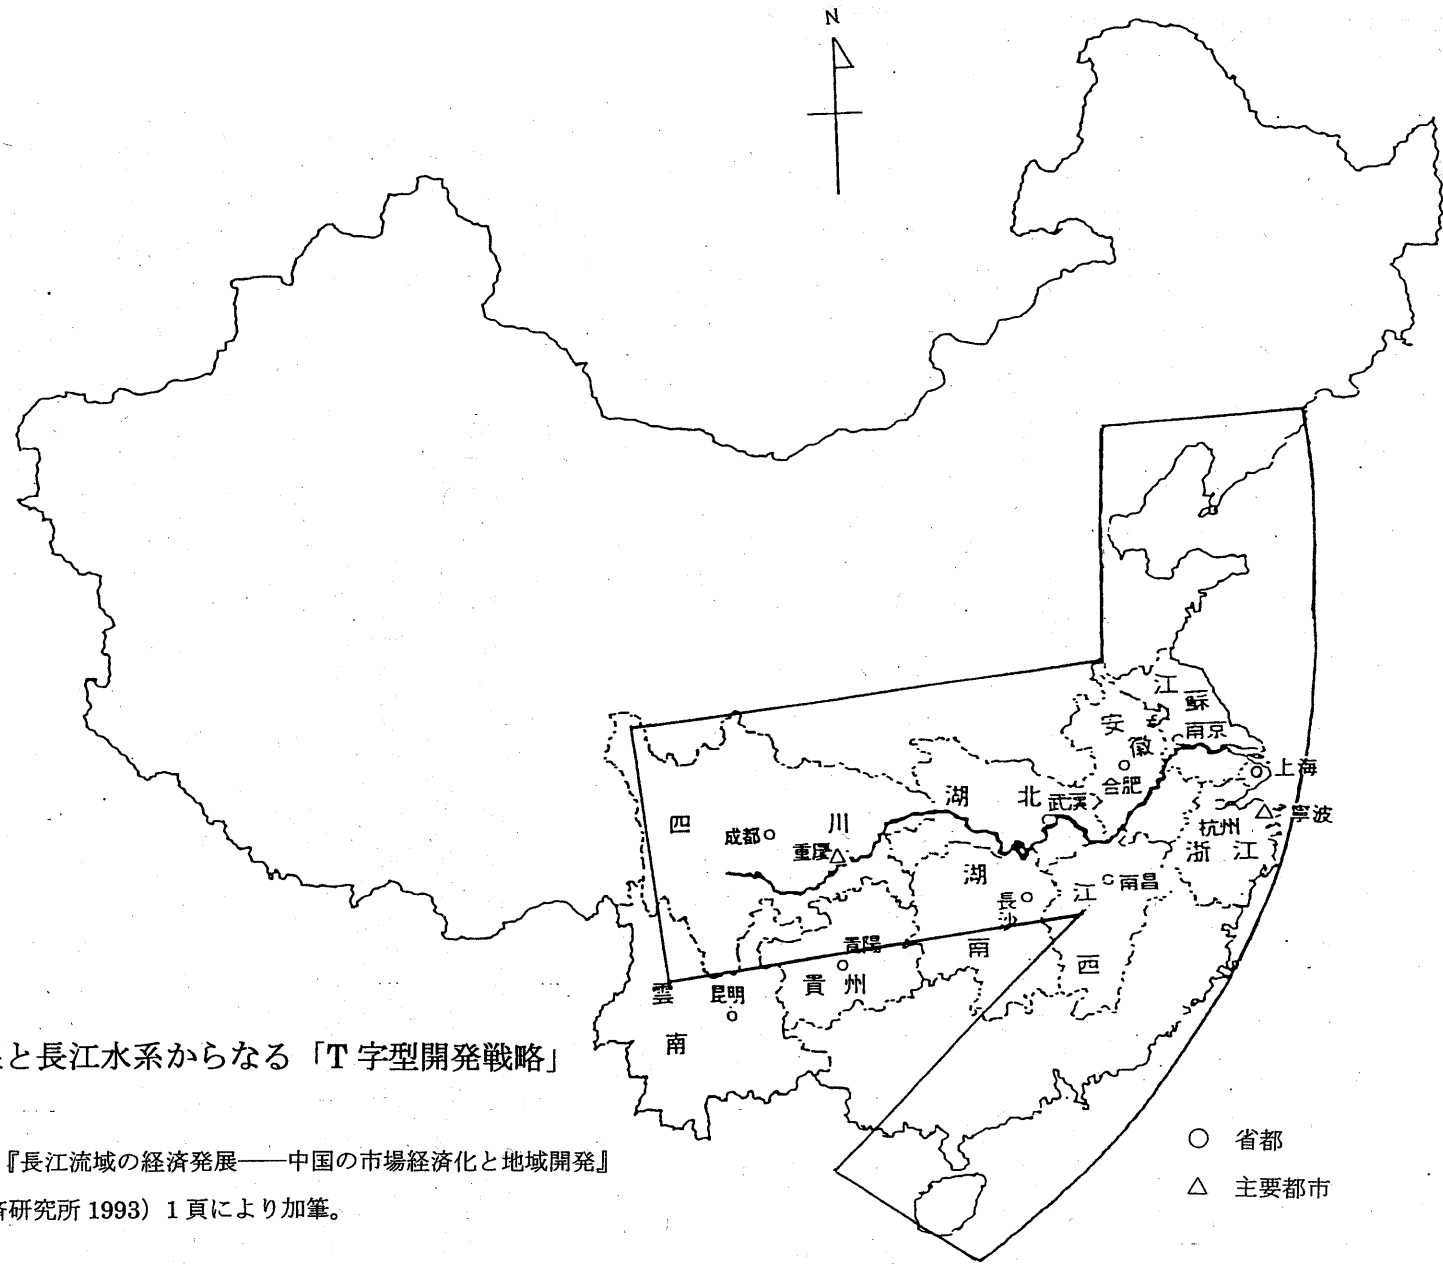 N
江
蘇
安
南京
徽
上海
合肥
湖
北
武漢
寧波
四
川
成都
杭州
重慶
浙
江
湖
南昌
長
沙
江
貴陽
南
西
雲
昆明
貴
州
南
と長江水系からなる「T字型開発戦略」
『長江流域の経済発展――中国の市場経済化と地域開発』
研究所 1993）1頁により加筆。
○ 省都
△ 主要都市